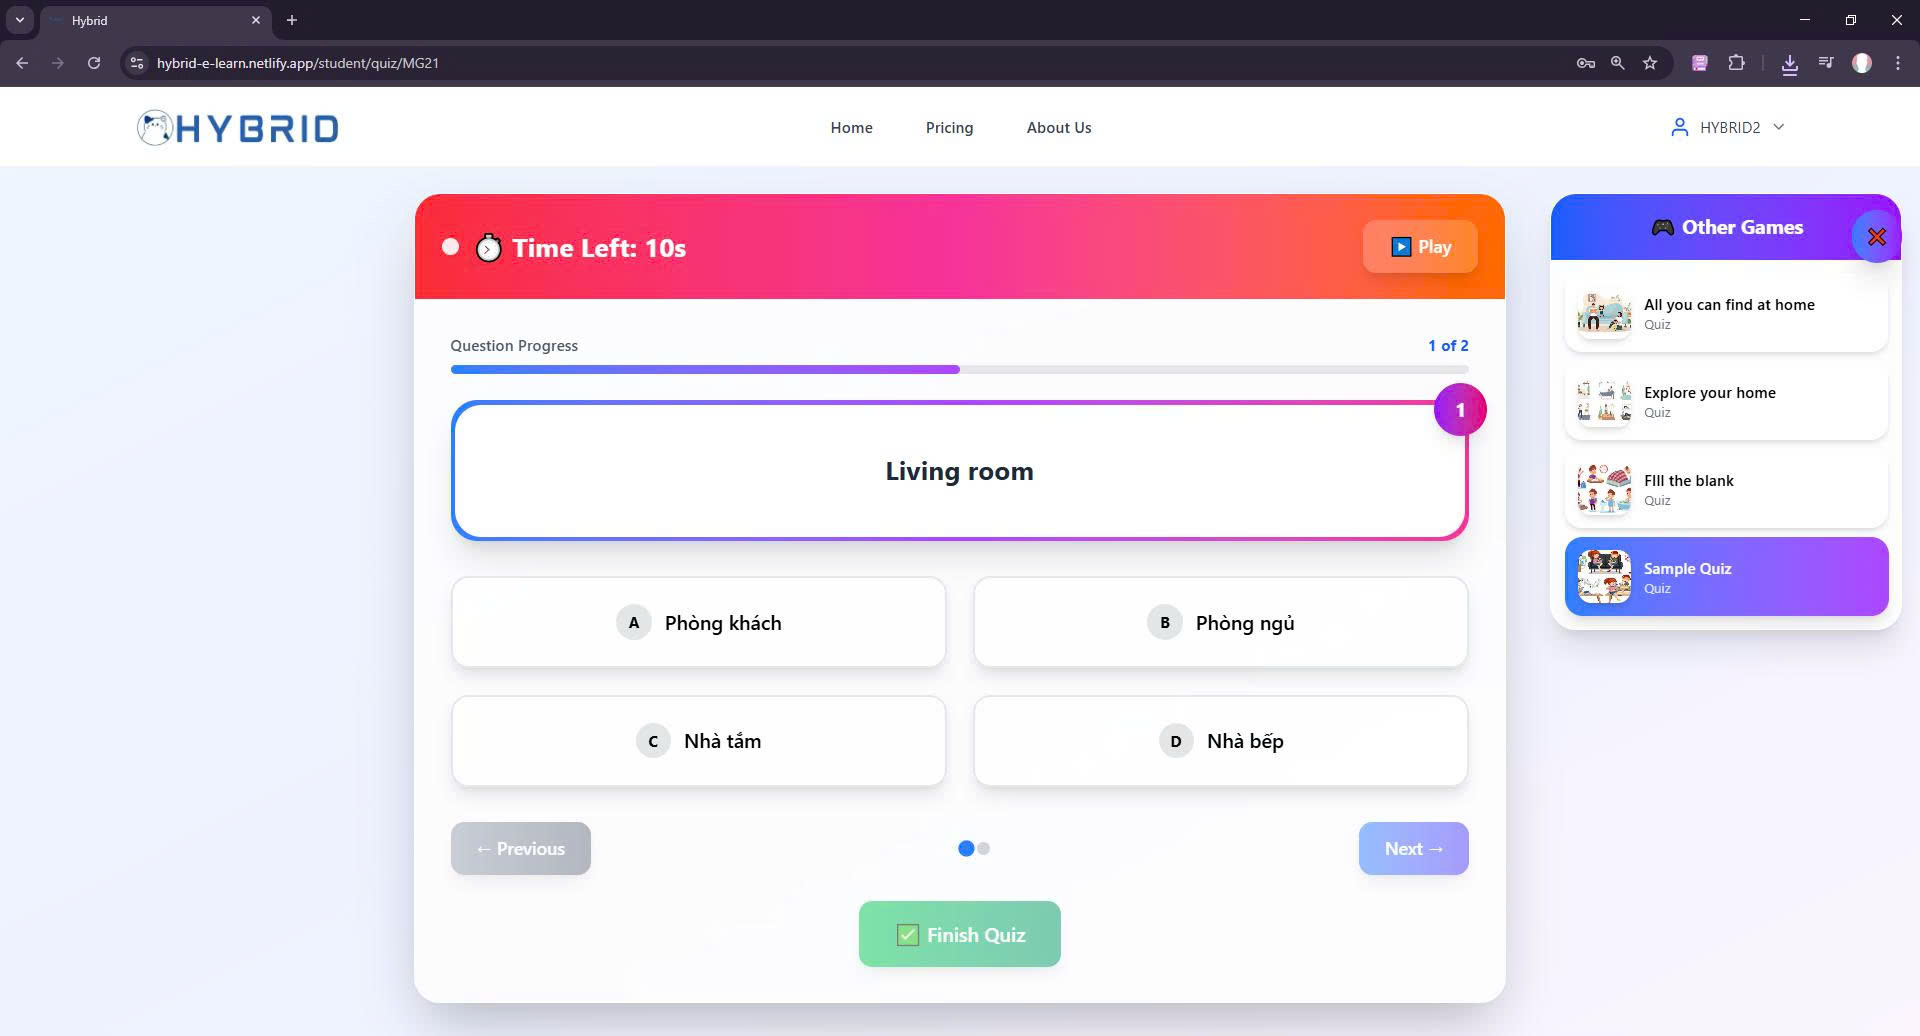 Hybrid
hybrid-e-learn.netlify.app/student/quiz/MG21
HYBRID
Home
Pricing
About Us
HYBRID2
Time Left: 10s
Play
Question Progress
1 of 2
1
Living room
A Phòng khách
B Phòng ngủ
C Nhà tắm
D Nhà bếp
← Previous
Next →
Finish Quiz
Other Games
All you can find at home
Quiz
Explore your home
Quiz
FIll the blank
Quiz
Sample Quiz
Quiz